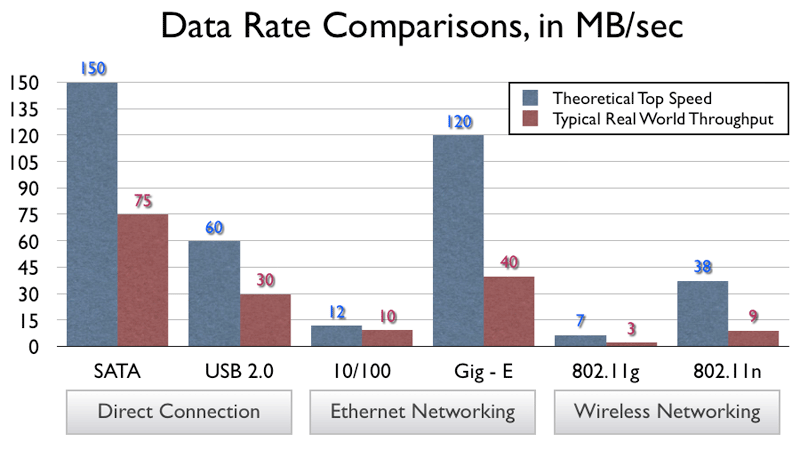 Data Rate Comparisons, in MB/sec
Theoretical Top Speed
Typical Real World Throughput
150
135
120
105
90
75
60
45
30
15
0
150
75
60
30
12
10
120
40
7
3
38
9
SATA
USB 2.0
10/100
Gig - E
802.11g
802.11n
Direct Connection
Ethernet Networking
Wireless Networking